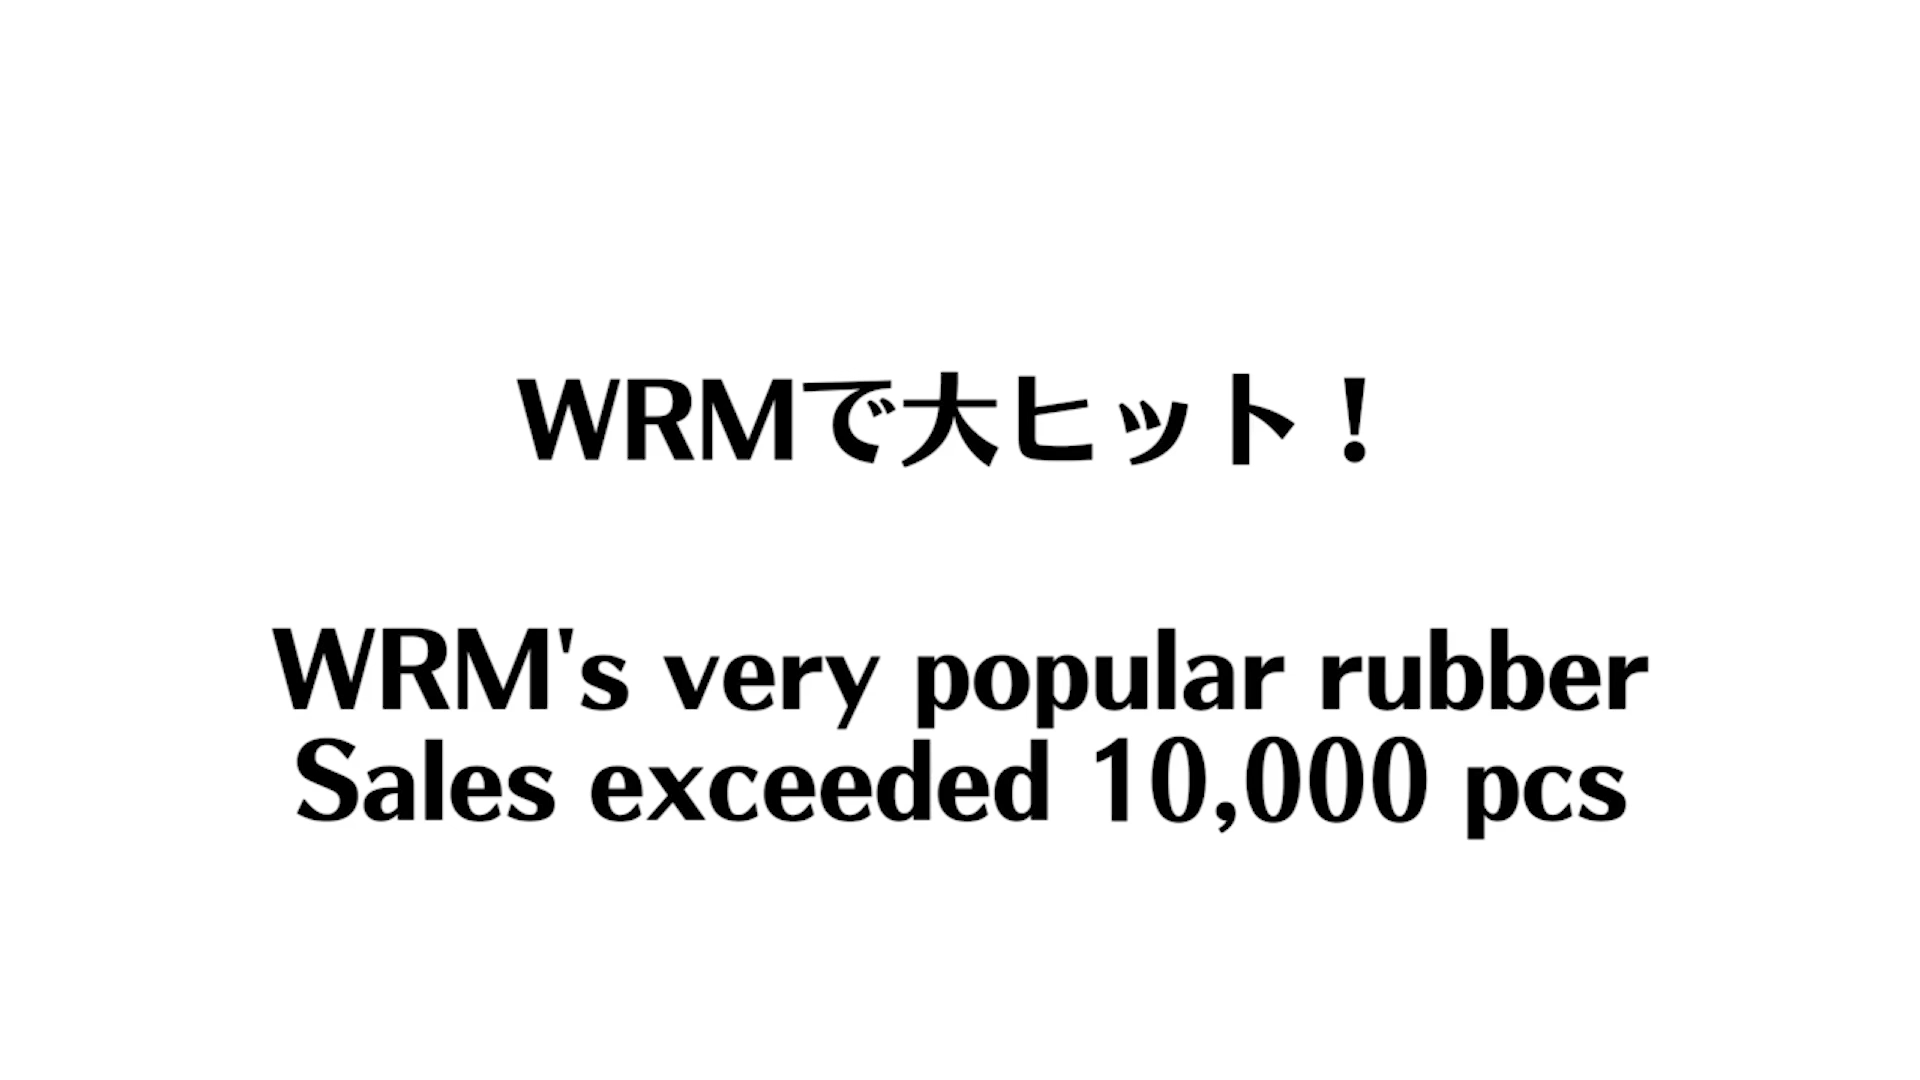 WRMで大ヒット！
WRM's very popular rubber
Sales exceeded 10,000 pcs